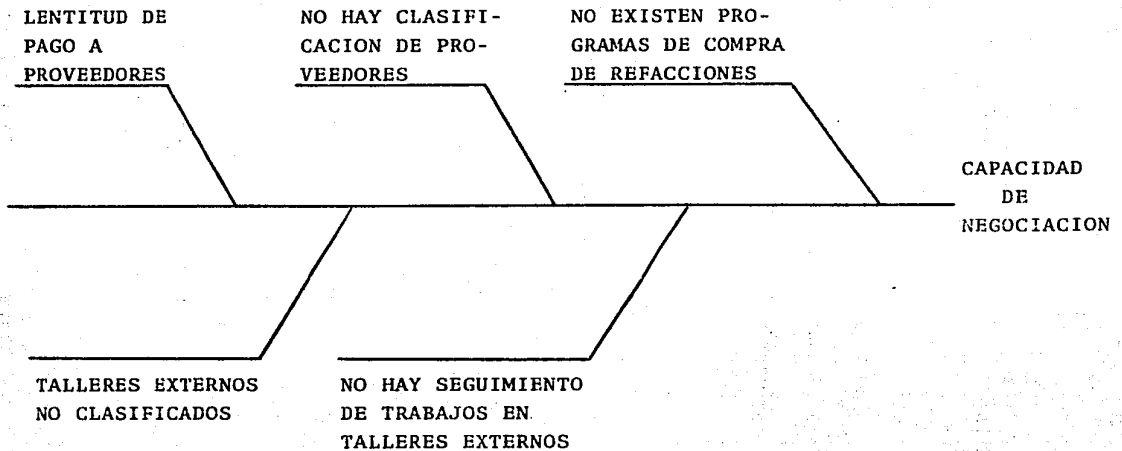 LENTITUD DE
PAGO A
PROVEEDORES
NO HAY CLASIFI-
CACION DE PRO-
VEEDORES
NO EXISTEN PRO-
GRAMAS DE COMPRA
DE REFACCIONES
CAPACIDAD
DE
NEGOCIACION
TALLERES EXTERNOS
NO CLASIFICADOS
NO HAY SEGUIMIENTO
DE TRABAJOS EN
TALLERES EXTERNOS